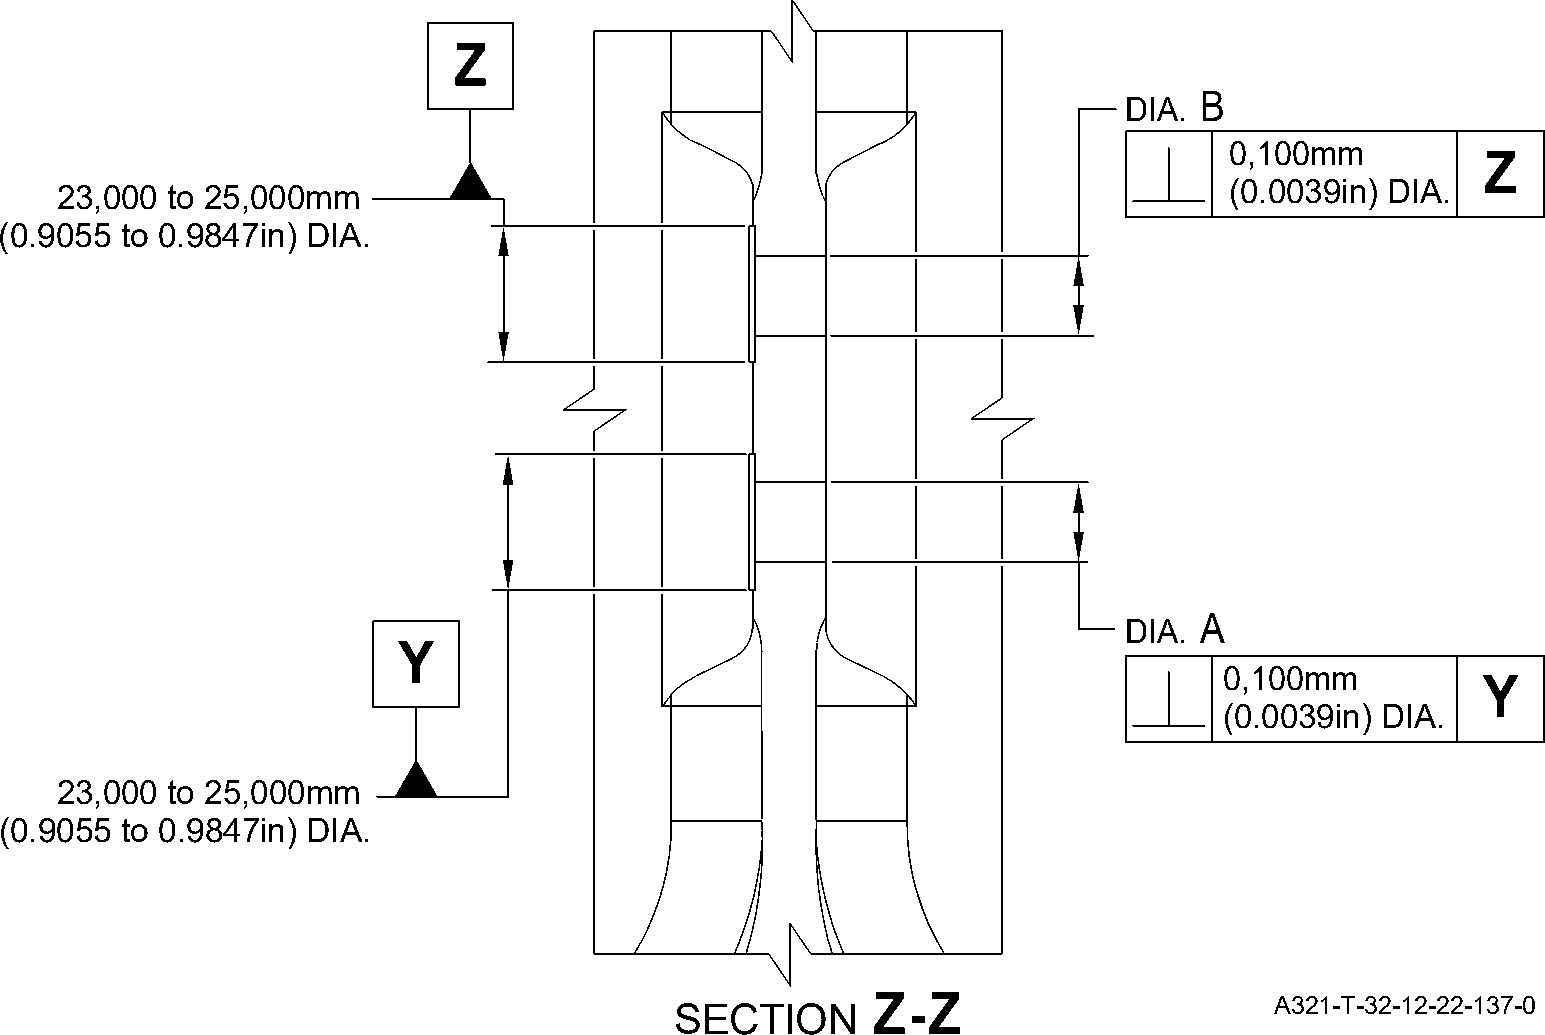 Z
23,000 to 25,000mm
(0.9055 to 0.9847in) DIA.
DIA. B
0,100mm
(0.0039in) DIA.
Z
Y
23,000 to 25,000mm
(0.9055 to 0.9847in) DIA.
DIA. A
0,100mm
(0.0039in) DIA.
Y
SECTION Z-Z
A321-T-32-12-22-137-0